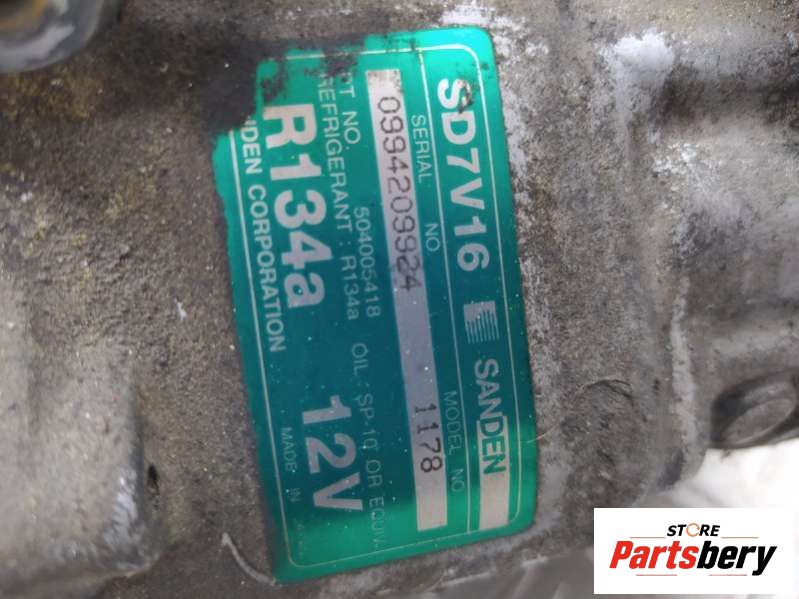 SD7V16 SANDEN
SERIAL NO. MODEL NO
0994209924 1178
OT NO. 504005418
REFRIGERANT : R134a OIL : SP-10 OR EQUIV.
R134a 12V
DEN CORPORATION MADE IN
STORE
Partsbery